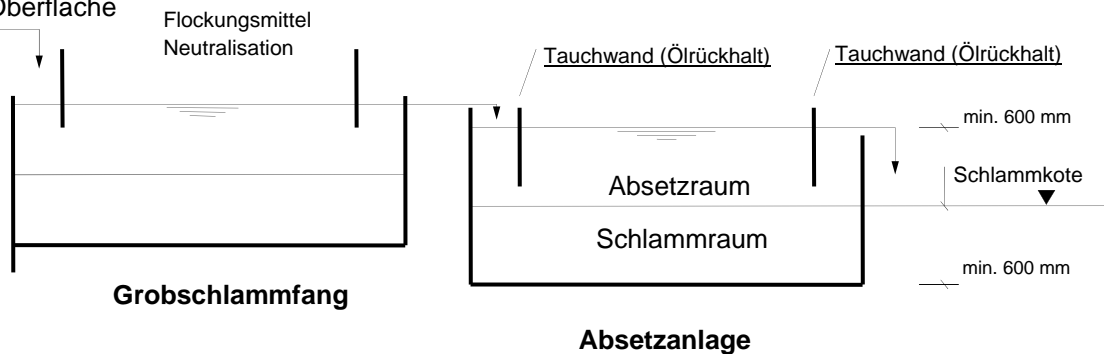 Oberfläche
Flockungsmittel
Neutralisation
Tauchwand (Ölrückhalt)
Tauchwand (Ölrückhalt)
min. 600 mm
Absetzraum
Schlammkote
Schlammraum
min. 600 mm
Grobschlammfang
Absetzanlage